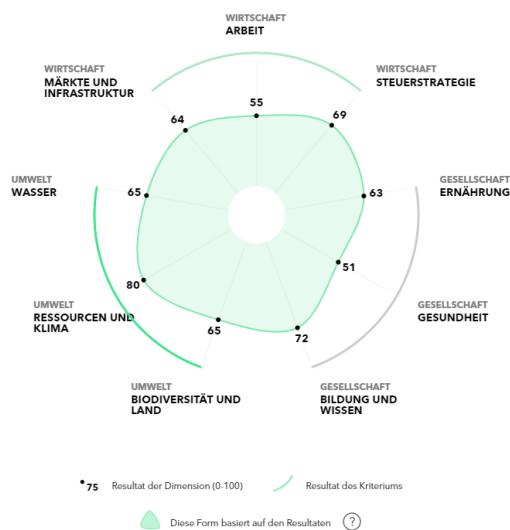 WIRTSCHAFT
ARBEIT
WIRTSCHAFT
MÄRKTE UND
INFRASTRUKTUR
WIRTSCHAFT
STEUERSTRATEGIE
55
64
69
UMWELT
WASSER
65
63
GESELLSCHAFT
ERNÄHRUNG
51
80
UMWELT
RESSOURCEN UND
KLIMA
GESELLSCHAFT
GESUNDHEIT
65
72
UMWELT
BIODIVERSITÄT UND
LAND
GESELLSCHAFT
BILDUNG UND
WISSEN
75 Resultat der Dimension (0-100)
Resultat des Kriteriums
Diese Form basiert auf den Resultaten ?